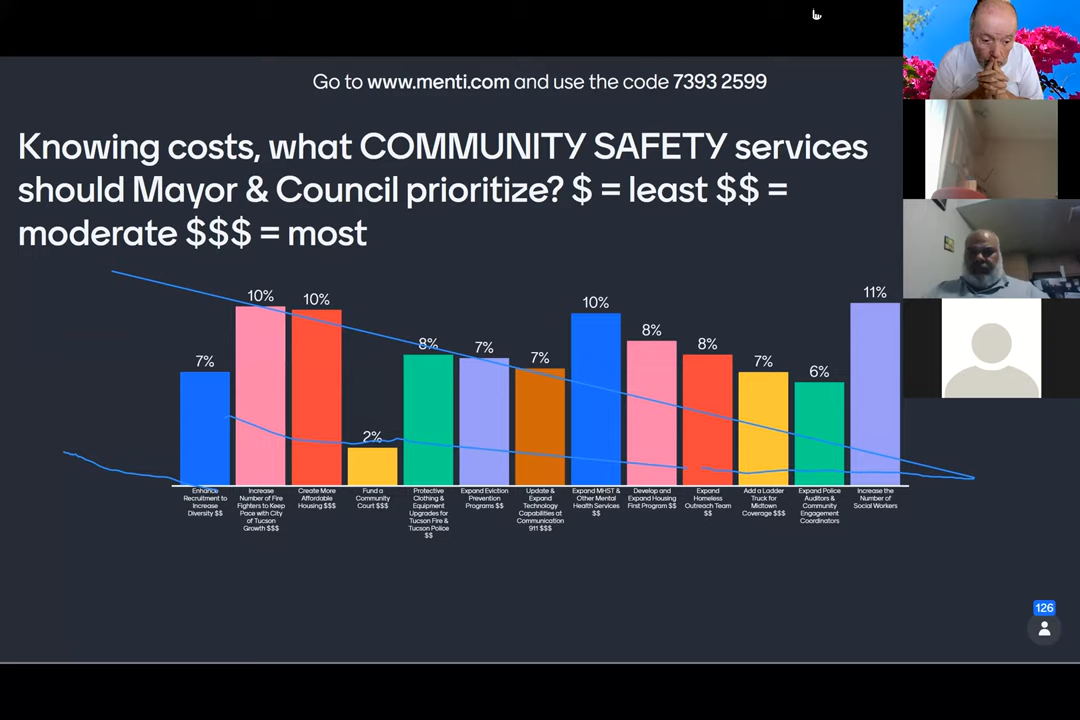 Go to www.menti.com and use the code 7393 2599
Knowing costs, what COMMUNITY SAFETY services
should Mayor & Council prioritize? $ = least $$ =
moderate $$$ = most
7%
10%
10%
2%
8%
7%
7%
10%
8%
8%
7%
6%
11%
Enhance
Recruitment to
Increase
Diversity $$
Increase
Number of Fire
Fighters to Keep
Pace with City
of Tucson
Growth $$$
Create More
Affordable
Housing $$$
Fund a
Community
Court $$$
Protective
Clothing &
Equipment
Upgrades for
Tucson Fire &
Tucson Police
$$
Expand Eviction
Prevention
Programs $$
Update &
Expand
Technology
Capabilities at
Communication
911 $$$
Expand MHST &
Other Mental
Health Services
$$
Develop and
Expand Housing
First Program $$
Expand
Homeless
Outreach Team
$$
Add a Ladder
Truck for
Midtown
Coverage $$$
Expand Police
Auditors &
Community
Engagement
Coordinators
Increase the
Number of
Social Workers
126